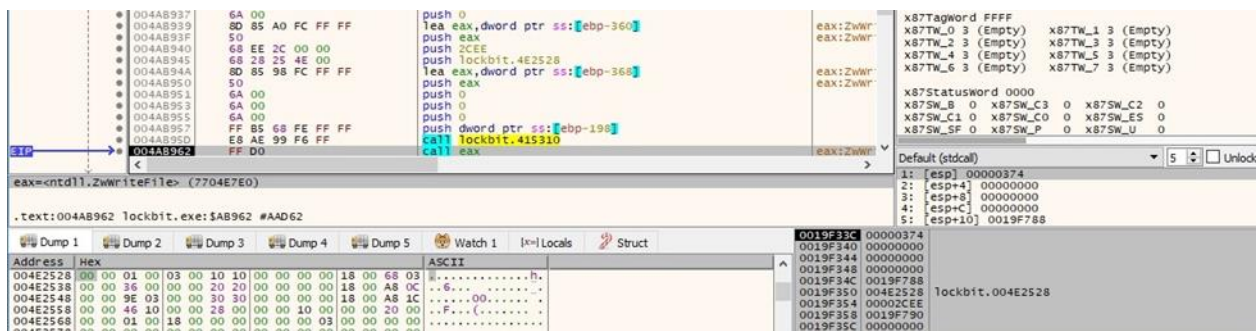 004AB937 6A 00 push 0
004AB939 8D 85 A0 FC FF FF lea eax,dword ptr ss:[ebp-360] eax:ZwWr
004AB93F 50 push eax eax:ZwWr
004AB940 68 EE 2C 00 00 push 2CEE
004AB945 68 28 25 4E 00 push lockbit.4E2528
004AB94A 8D 85 98 FC FF FF lea eax,dword ptr ss:[ebp-368] eax:ZwWr
004AB950 50 push eax eax:ZwWr
004AB951 6A 00 push 0
004AB953 6A 00 push 0
004AB955 6A 00 push 0
004AB957 FF B5 68 FE FF FF push dword ptr ss:[ebp-198]
004AB95D E8 AE 99 F6 FF call lockbit.415310
EIP 004AB962 FF D0 call eax eax:ZwWr
eax=<ntdll.ZwWriteFile> (7704E7E0)
.text:004AB962 lockbit.exe:$AB962 #AAD62
x87TagWord FFFF
x87TW_0 3 (Empty) x87TW_1 3 (Empty)
x87TW_2 3 (Empty) x87TW_3 3 (Empty)
x87TW_4 3 (Empty) x87TW_5 3 (Empty)
x87TW_6 3 (Empty) x87TW_7 3 (Empty)
x87StatusWord 0000
x87SW_B 0 x87SW_C3 0 x87SW_C2 0
x87SW_C1 0 x87SW_C0 0 x87SW_ES 0
x87SW_SF 0 x87SW_P 0 x87SW_U 0
Default (stdcall) 5 Unlock
1: [esp] 00000374
2: [esp+4] 00000000
3: [esp+8] 00000000
4: [esp+C] 00000000
5: [esp+10] 0019F788
Dump 1 Dump 2 Dump 3 Dump 4 Dump 5 Watch 1 [x=] Locals Struct
Address Hex ASCII
004E2528 00 00 01 00 03 00 10 10 00 00 00 00 18 00 68 03 ..............h.
004E2538 00 00 36 00 00 00 20 20 00 00 00 00 18 00 A8 0C ..6...
004E2548 00 00 9E 03 00 00 30 30 00 00 00 00 18 00 A8 1C ......00......
004E2558 00 00 46 10 00 00 28 00 00 00 10 00 00 00 20 00 ..F...(.......
004E2568 00 00 01 00 18 00 00 00 00 00 00 03 00 00 00 00 ................
0019F33C 00000374
0019F340 00000000
0019F344 00000000
0019F348 00000000
0019F34C 0019F788
0019F350 004E2528 lockbit.004E2528
0019F354 00002CEE
0019F358 0019F790
0019F35C 00000000